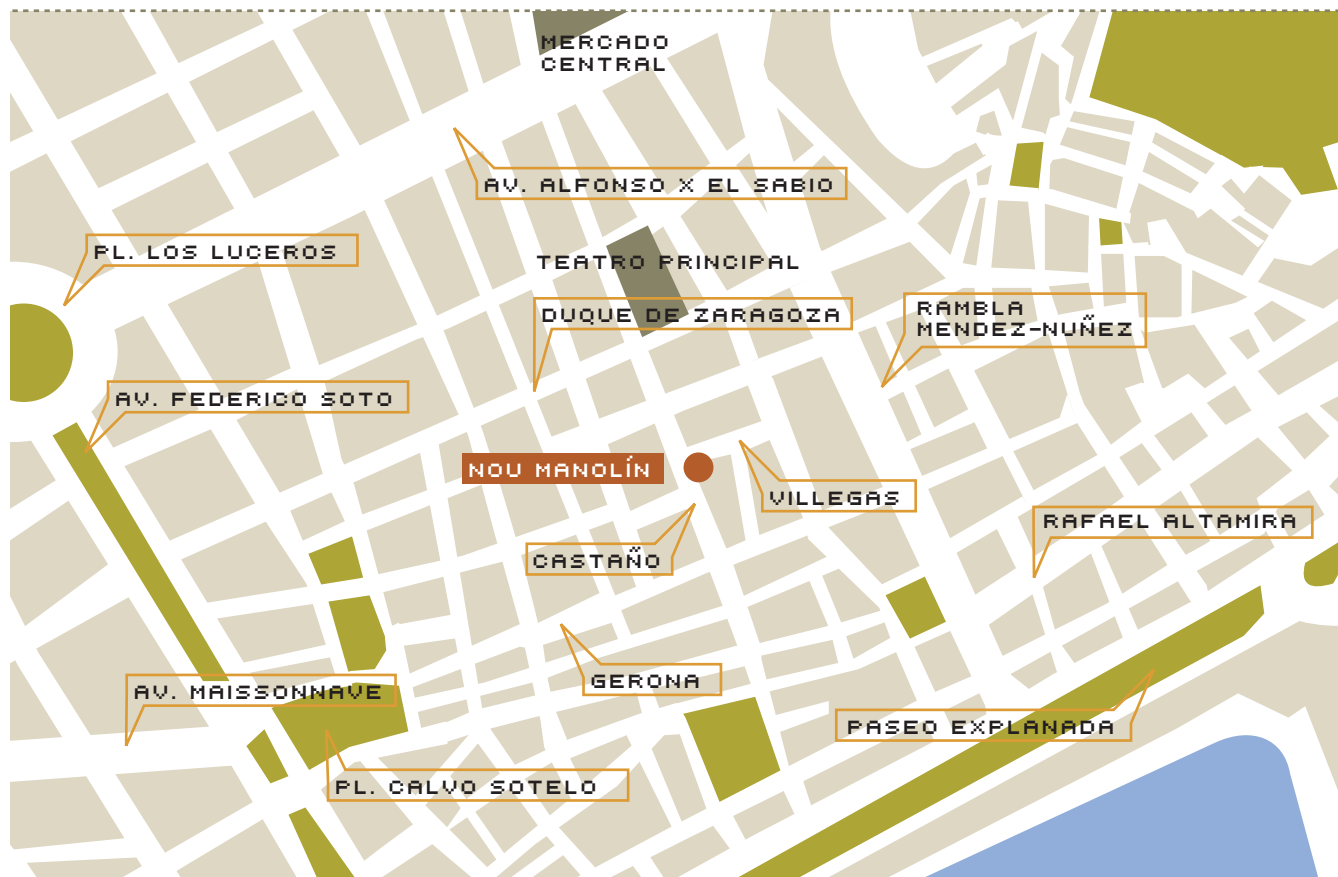 MERCADO
CENTRAL
AV. ALFONSO X EL SABIO
PL. LOS LUCEROS
TEATRO PRINCIPAL
DUQUE DE ZARAGOZA
RAMBLA
MENDEZ-NUÑEZ
AV. FEDERICO SOTO
NOU MANOLÍN
VILLEGAS
RAFAEL ALTAMIRA
CASTAÑO
GERONA
AV. MAISSONNAVE
PASEO EXPLANADA
PL. CALVO SOTELO